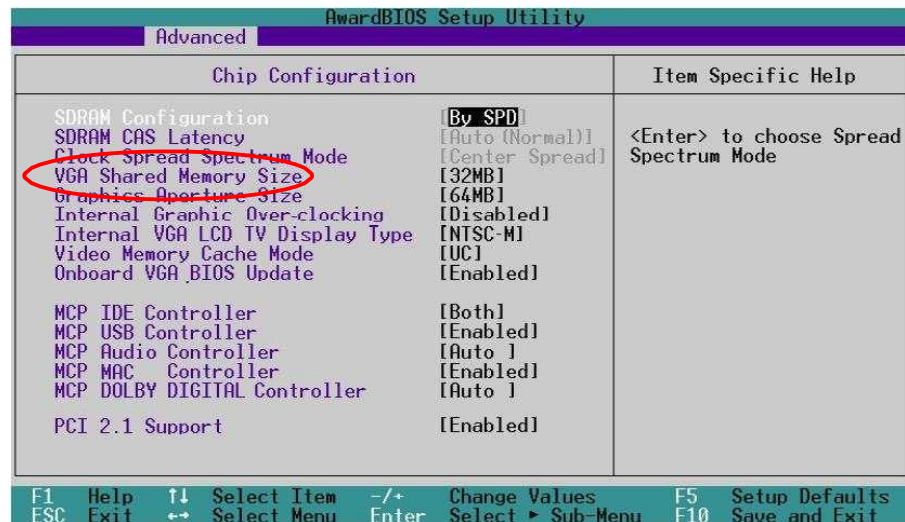 AwardBIOS Setup Utility
Advanced
Chip Configuration
Item Specific Help
SDRAM Configuration [By SPD]
SDRAM CAS Latency [Auto (Normal)]
Clock Spread Spectrum Mode [Center Spread]
VGA Shared Memory Size [32MB]
Graphics Aperture Size [64MB]
Internal Graphic Over-clocking [Disabled]
Internal VGA LCD TV Display Type [NTSC-M]
Video Memory Cache Mode [UC]
Onboard VGA BIOS Update [Enabled]
MCP IDE Controller [Both]
MCP USB Controller [Enabled]
MCP Audio Controller [Auto ]
MCP MAC Controller [Enabled]
MCP DOLBY DIGITAL Controller [Auto ]
PCI 2.1 Support [Enabled]
<Enter> to choose Spread
Spectrum Mode
F1 Help ↑↓ Select Item -/+ Change Values F5 Setup Defaults
ESC Exit ←→ Select Menu Enter Select ► Sub-Menu F10 Save and Exit